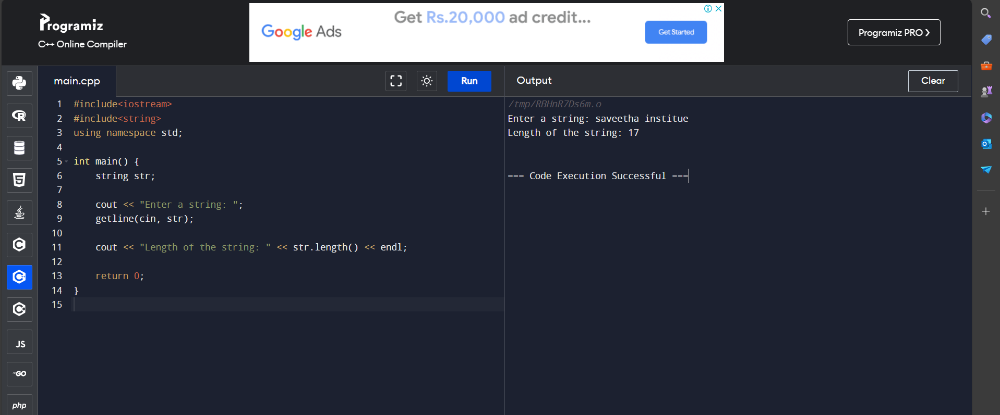 Programiz
C++ Online Compiler
Get Rs.20,000 ad credit...
Google Ads
Get Started
Programiz PRO ❯
main.cpp
Run
Output
Clear
1 #include<iostream>
2 #include<string>
3 using namespace std;
4
5 int main() {
6     string str;
7
8     cout << "Enter a string: ";
9     getline(cin, str);
10
11     cout << "Length of the string: " << str.length() << endl;
12
13     return 0;
14 }
15
/tmp/RBHnR7Ds6m.o
Enter a string: saveetha institue
Length of the string: 17
=== Code Execution Successful ===
R
5
C
C++
C#
JS
GO
php